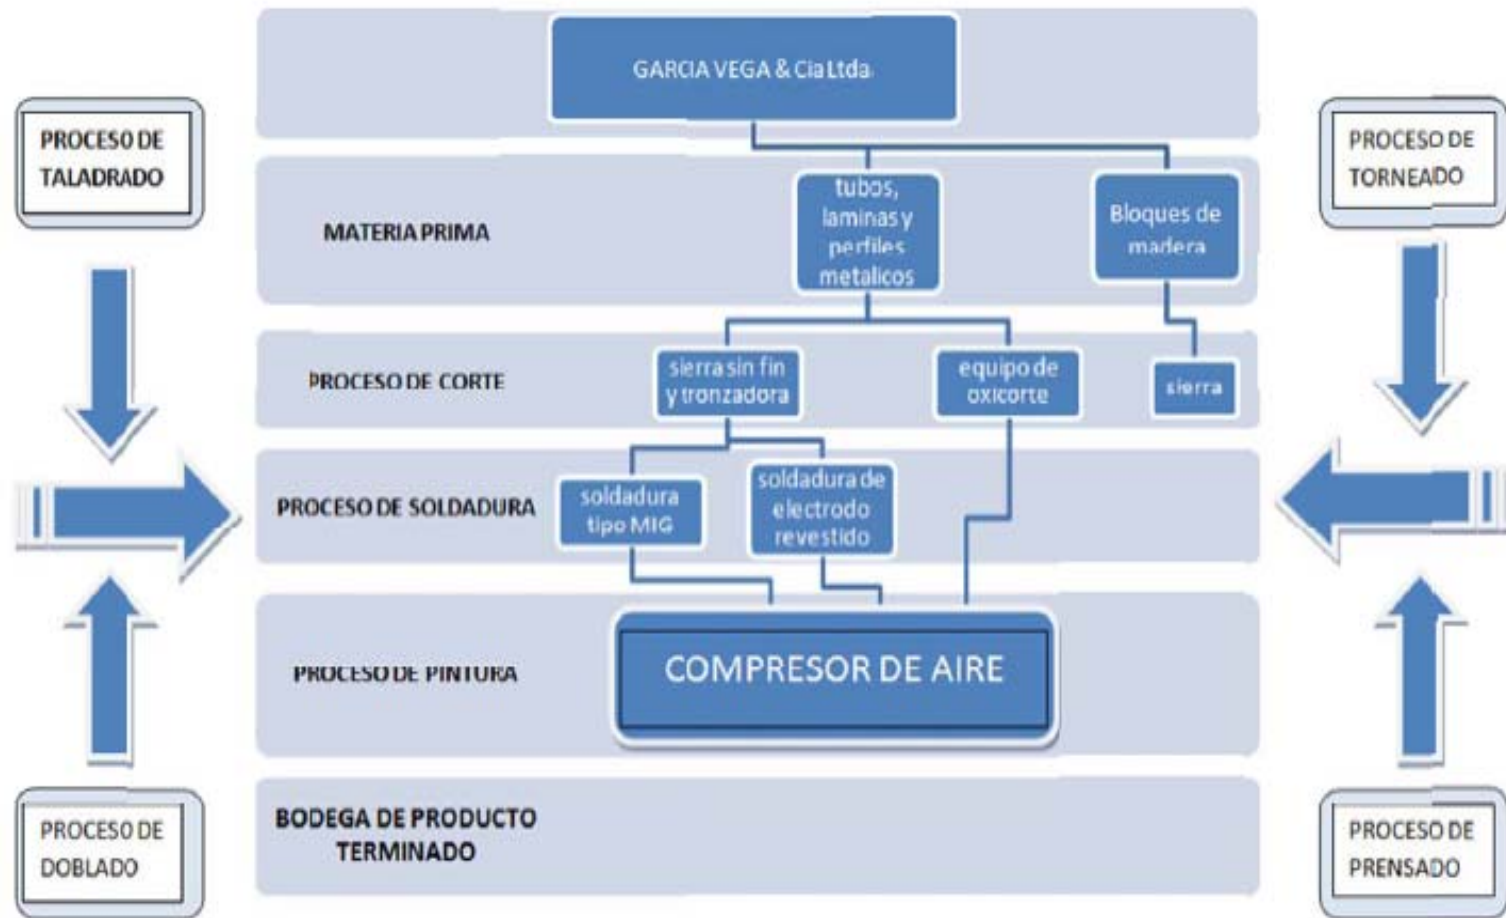 GARCIA VEGA & Cia Ltda.
PROCESO DE
TALADRADO
PROCESO DE
TORNEADO
MATERIA PRIMA
tubos,
laminas y
perfiles
metalicos
Bloques de
madera
PROCESO DE CORTE
sierra sin fin
y tronzadora
equipo de
oxicorte
sierra
PROCESO DE SOLDADURA
soldadura
tipo MIG
soldadura de
electrodo
revestido
PROCESO DE PINTURA
COMPRESOR DE AIRE
PROCESO DE
DOBLADO
BODEGA DE PRODUCTO
TERMINADO
PROCESO DE
PRENSADO